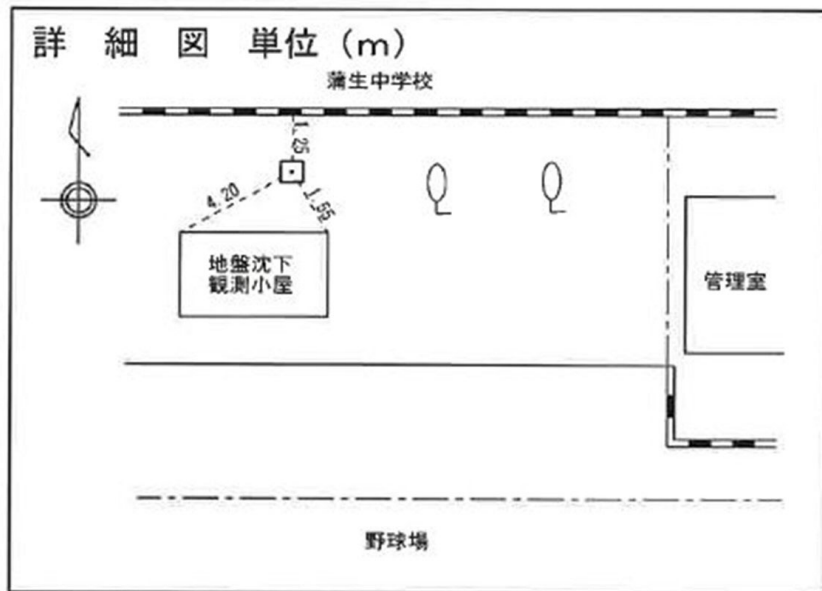 詳 細 図 単位（m）
蒲生中学校
1.25
4.20
1.55
地盤沈下
観測小屋
管理室
野球場